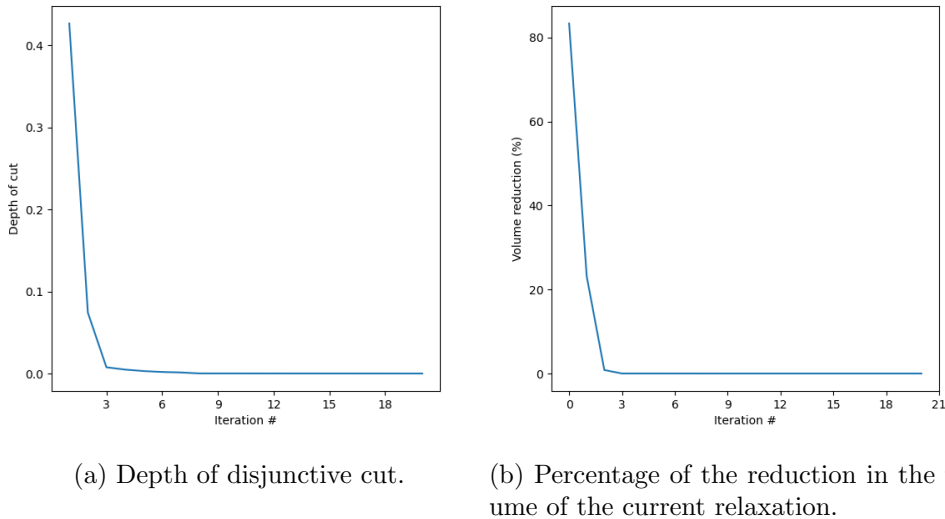 0.4
0.3
0.2
0.1
0.0
Depth of cut
3 6 9 12 15 18
Iteration #
(a) Depth of disjunctive cut.
80
60
40
20
0
Volume reduction (%)
0 3 6 9 12 15 18 21
Iteration #
(b) Percentage of the reduction in the
ume of the current relaxation.